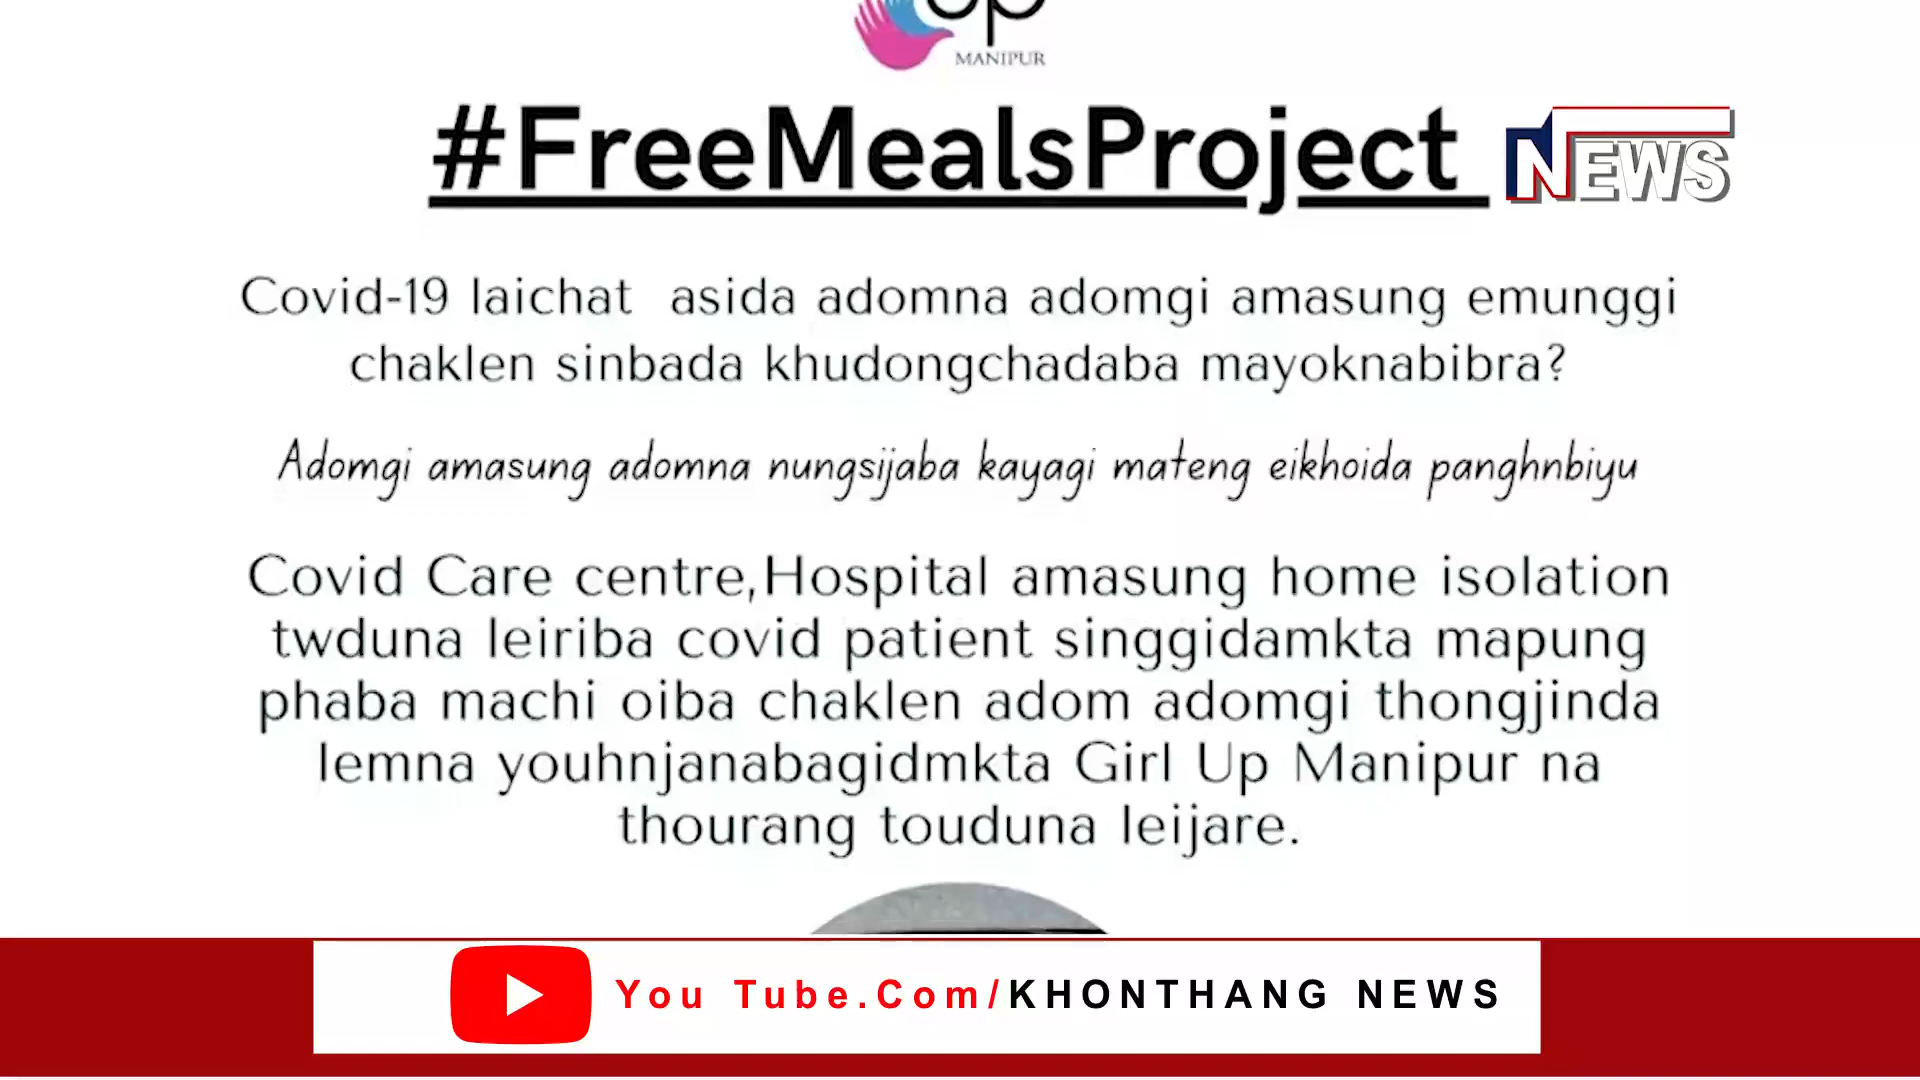 up
MANIPUR
#FreeMealsProject
NEWS
Covid-19 laichat asida adomna adomgi amasung emunggi
chaklen sinbada khudongchadaba mayoknabibra?
Adomgi amasung adomna nungsijaba kayagi mateng eikhoida panghnbiyu
Covid Care centre,Hospital amasung home isolation
twduna leiriba covid patient singgidamkta mapung
phaba machi oiba chaklen adom adomgi thongjinda
lemna youhnjanabagidmkta Girl Up Manipur na
thourang touduna leijare.
You Tube.Com/KHONTHANG NEWS